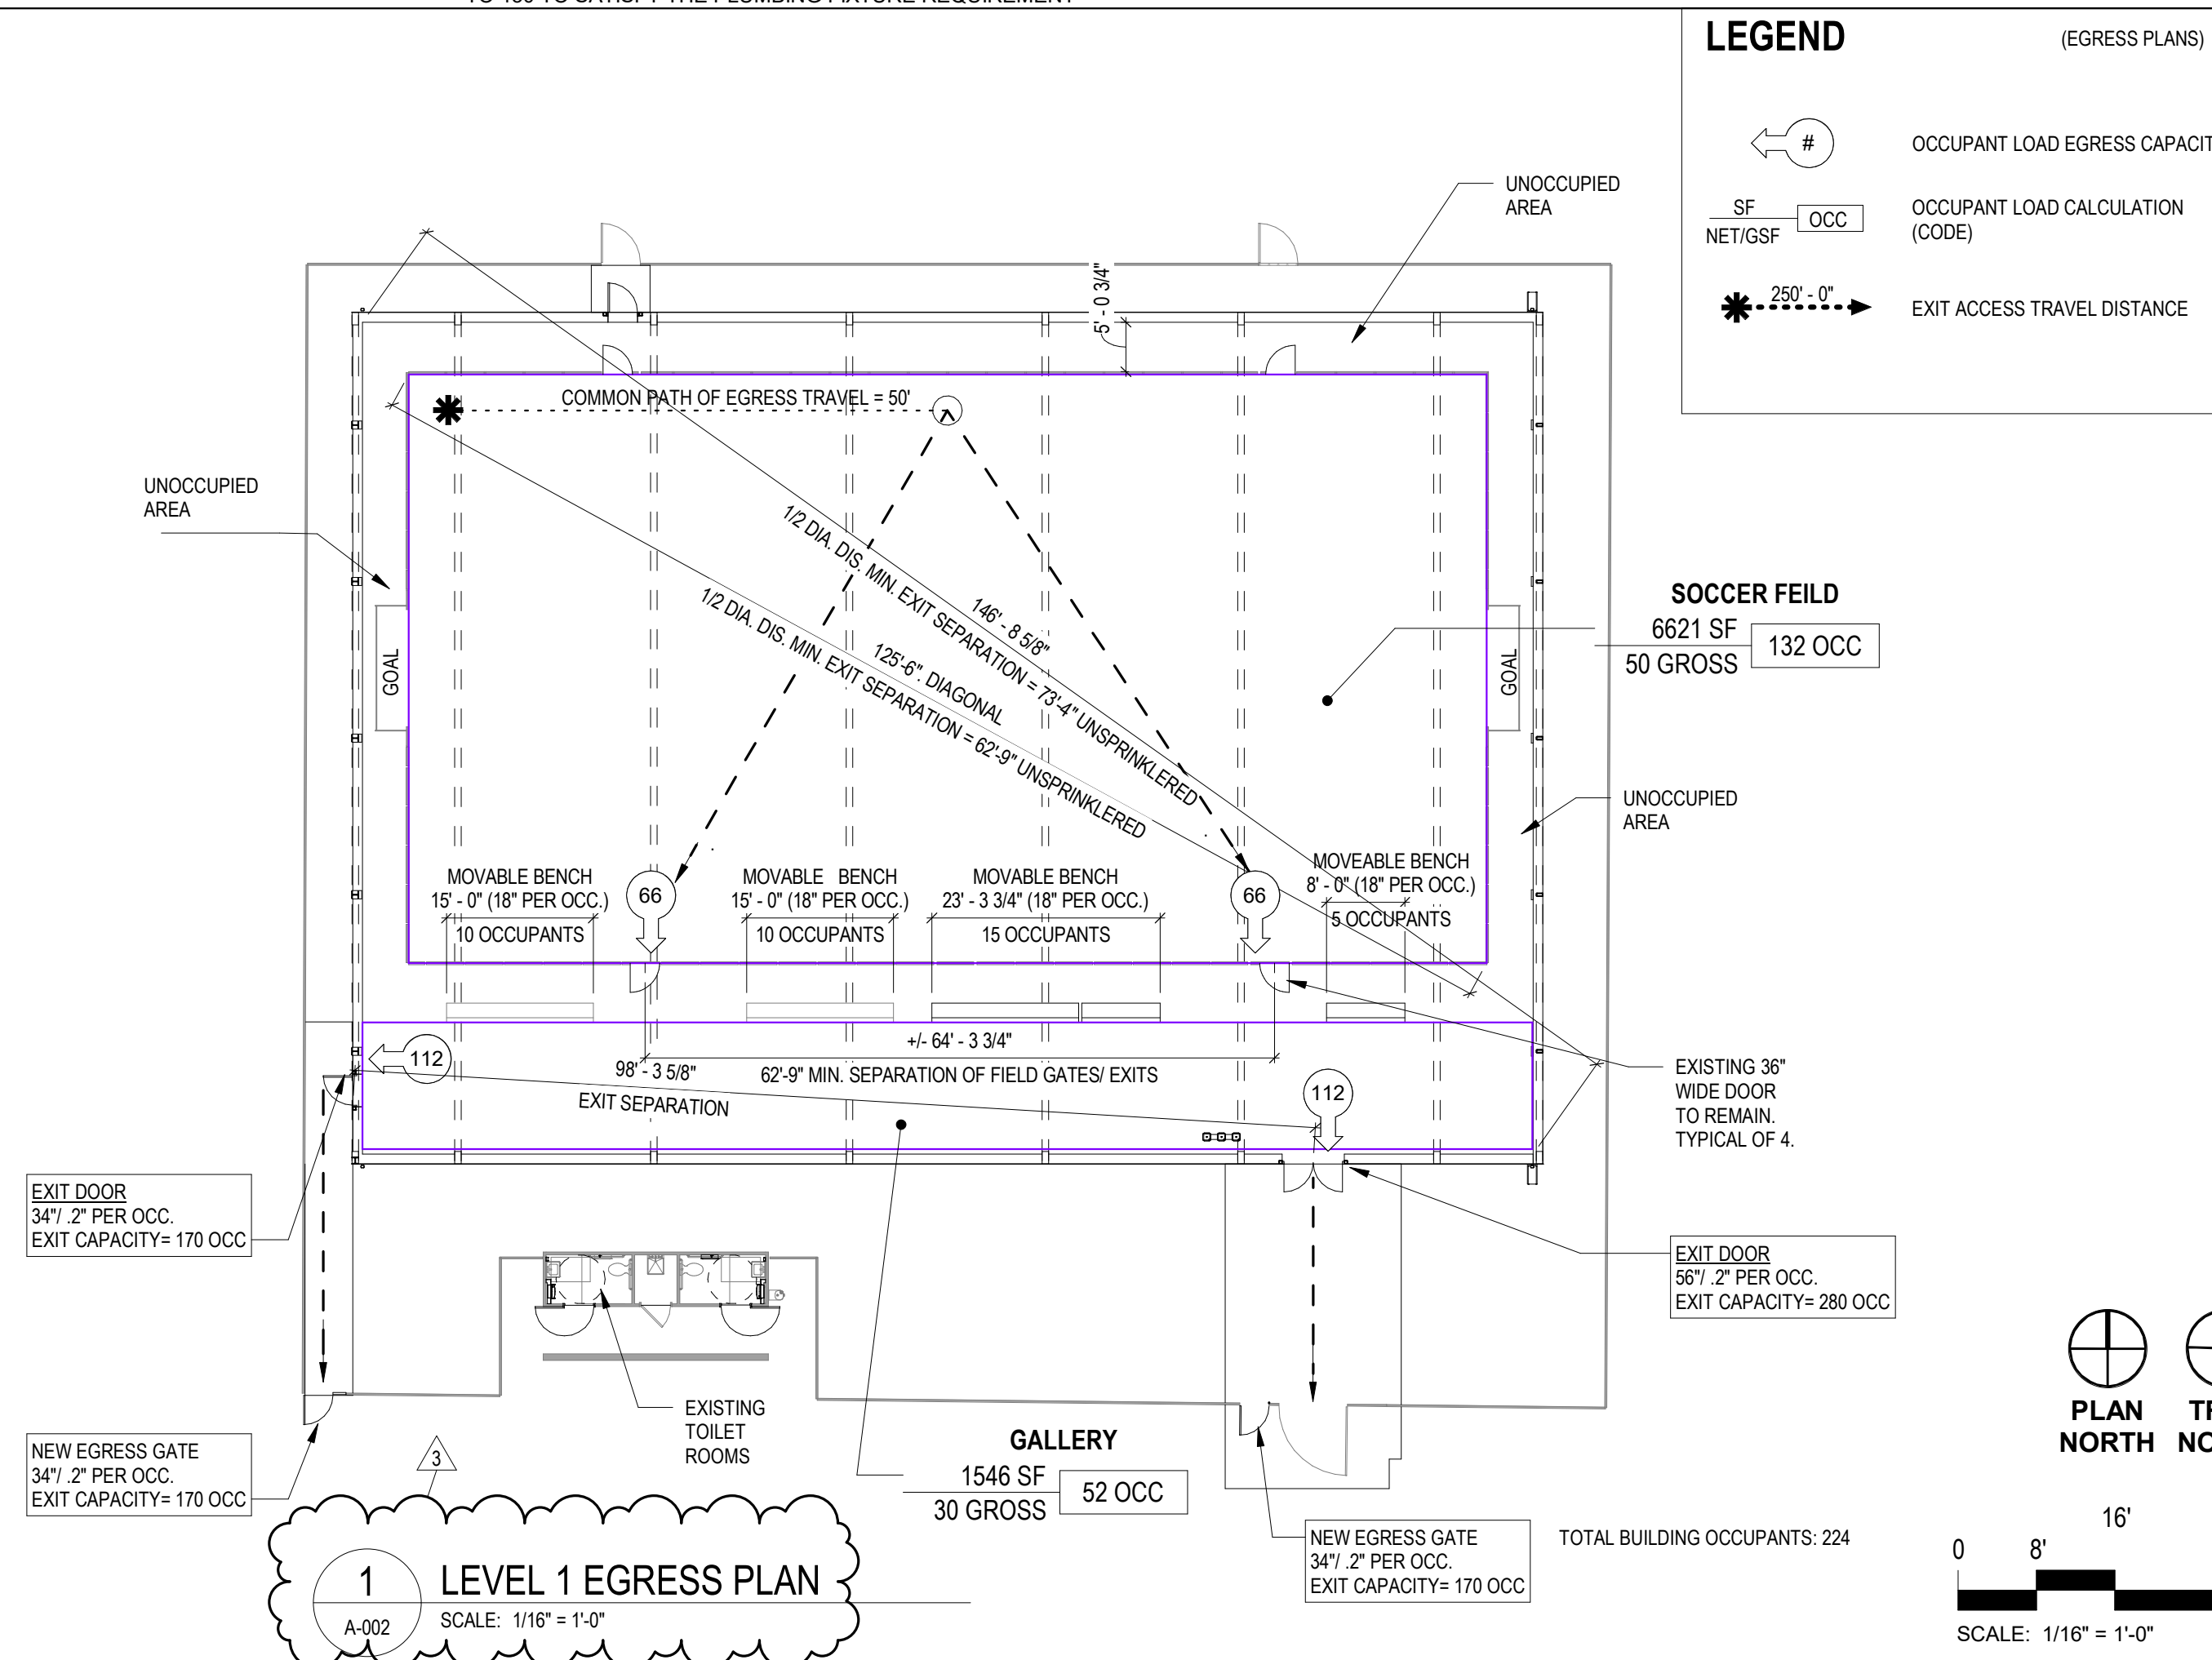 LEGEND
(EGRESS PLANS)
#
OCCUPANT LOAD EGRESS
SF
NET/GSF
OCC
OCCUPANT LOAD CALCULATION
(CODE)
250' - 0"
EXIT ACCESS TRAVEL DISTANCE
UNOCCUPIED
AREA
5' - 0 3/4"
COMMON PATH OF EGRESS TRAVEL = 50'
UNOCCUPIED
AREA
146' - 8 5/8"
1/2 DIA. DIS. MIN. EXIT SEPARATION = 73'-4" UNSPRINKLERED
125'-6". DIAGONAL
1/2 DIA. DIS. MIN. EXIT SEPARATION = 62'-9" UNSPRINKLERED
GOAL
GOAL
SOCCER FEILD
6621 SF
50 GROSS
132 OCC
UNOCCUPIED
AREA
MOVABLE BENCH
15' - 0" (18" PER OCC.)
10 OCCUPANTS
66
MOVABLE BENCH
15' - 0" (18" PER OCC.)
10 OCCUPANTS
MOVABLE BENCH
23' - 3 3/4" (18" PER OCC.)
15 OCCUPANTS
66
MOVEABLE BENCH
8' - 0" (18" PER OCC.)
5 OCCUPANTS
112
+/- 64' - 3 3/4"
98' - 3 5/8"
EXIT SEPARATION
62'-9" MIN. SEPARATION OF FIELD GATES/ EXITS
112
EXISTING 36"
WIDE DOOR
TO REMAIN.
TYPICAL OF 4.
EXIT DOOR
34"/ .2" PER OCC.
EXIT CAPACITY= 170 OCC
EXIT DOOR
56"/ .2" PER OCC.
EXIT CAPACITY= 280 OCC
EXISTING
TOILET
ROOMS
PLAN
NORTH
NEW EGRESS GATE
34"/ .2" PER OCC.
EXIT CAPACITY= 170 OCC
3
GALLERY
1546 SF
30 GROSS
52 OCC
NEW EGRESS GATE
34"/ .2" PER OCC.
EXIT CAPACITY= 170 OCC
TOTAL BUILDING OCCUPANTS: 224
1
A-002
LEVEL 1 EGRESS PLAN
SCALE: 1/16" = 1'-0"
0
8'
16'
SCALE: 1/16" = 1'-0"